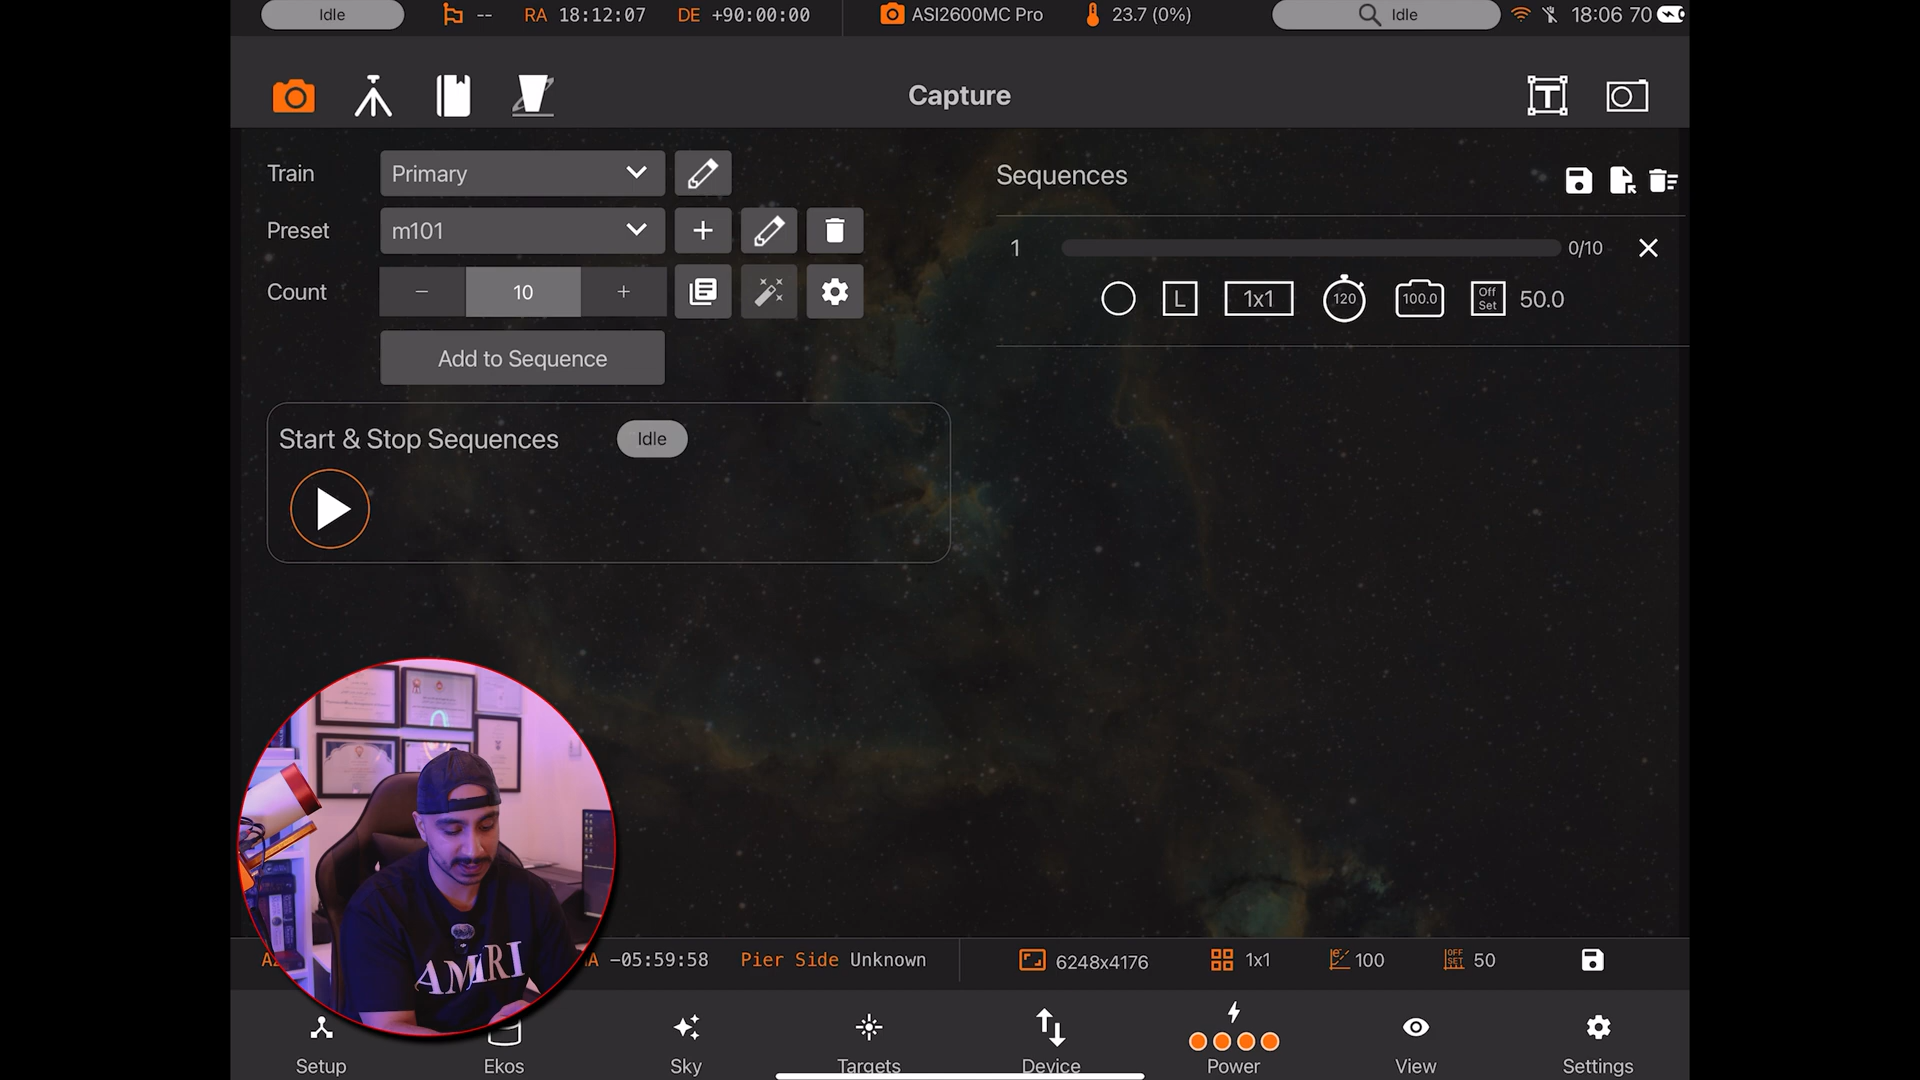 Idle -- RA 18:12:07 DE +90:00:00 ASI2600MC Pro 23.7 (0%) Idle 18:06 70
Capture
Train Primary
Preset m101
Count − 10 +
Add to Sequence
Start & Stop Sequences Idle
Sequences
1 0/10
L 1x1 120 100.0 Off Set 50.0
AMIRI
-05:59:58 Pier Side Unknown 6248x4176 1x1 100 OFF SET 50
Setup Ekos Sky Targets Device Power View Settings